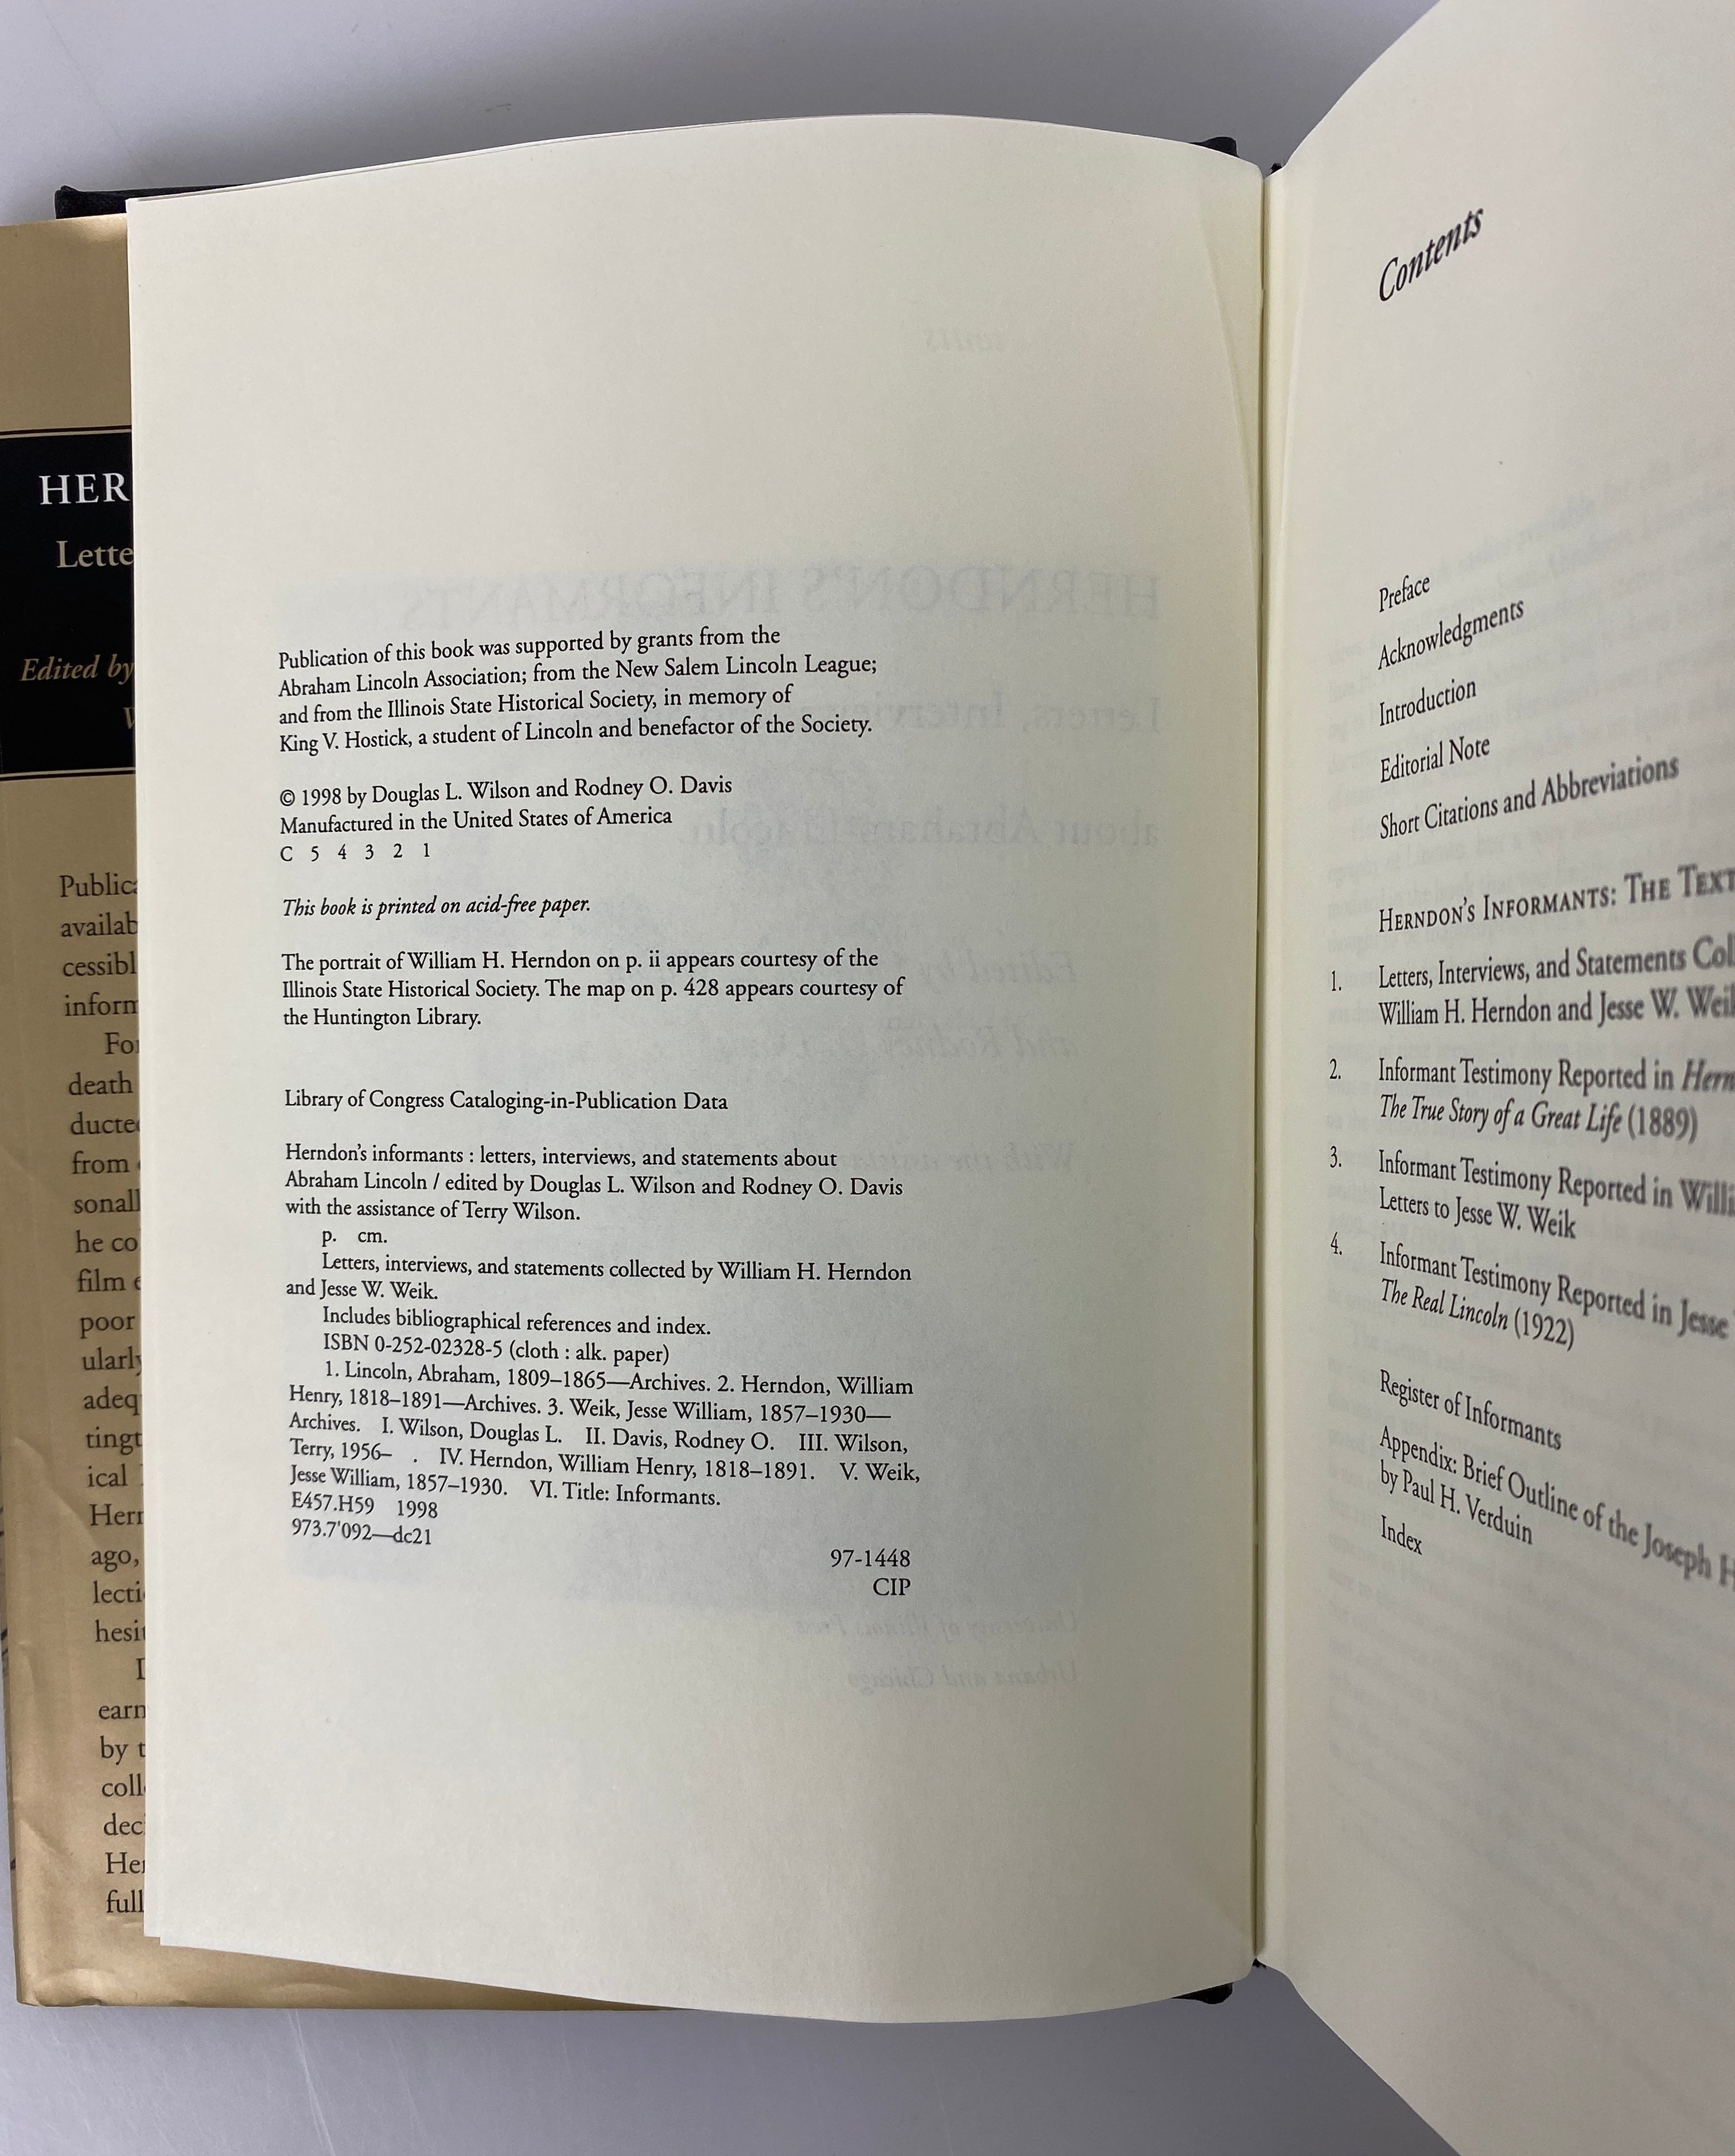 HER
Lette
Edited by
Publica
availab
cessibl
inform
For
death
ducted
from
sonall
he co
film
poor
ularly
adeq
tingt
ical
Hern
ago,
lecti
hesit
earn
by t
coll
dec
Her
full
Publication of this book was supported by grants from the
Abraham Lincoln Association; from the New Salem Lincoln League;
and from the Illinois State Historical Society, in memory of
King V. Hostick, a student of Lincoln and benefactor of the Society.
© 1998 by Douglas L. Wilson and Rodney O. Davis
Manufactured in the United States of America
C 5 4 3 2 1
This book is printed on acid-free paper.
The portrait of William H. Herndon on p. ii appears courtesy of the
Illinois State Historical Society. The map on p. 428 appears courtesy of
the Huntington Library.
Library of Congress Cataloging-in-Publication Data
Herndon's informants : letters, interviews, and statements about
Abraham Lincoln / edited by Douglas L. Wilson and Rodney O. Davis
with the assistance of Terry Wilson.
p. cm.
Letters, interviews, and statements collected by William H. Herndon
and Jesse W. Weik.
Includes bibliographical references and index.
ISBN 0-252-02328-5 (cloth : alk. paper)
1. Lincoln, Abraham, 1809–1865—Archives. 2. Herndon, William
Henry, 1818–1891—Archives. 3. Weik, Jesse William, 1857–1930—
Archives. I. Wilson, Douglas L. II. Davis, Rodney O. III. Wilson,
Terry, 1956– . IV. Herndon, William Henry, 1818–1891. V. Weik,
Jesse William, 1857–1930. VI. Title: Informants.
E457.H59 1998
973.7'092—dc21
97-1448
CIP
Contents
Preface
Acknowledgments
Introduction
Editorial Note
Short Citations and Abbreviations
HERNDON'S INFORMANTS: THE TEXT
1. Letters, Interviews, and Statements Col
William H. Herndon and Jesse W. Weik
2. Informant Testimony Reported in Hern
The True Story of a Great Life (1889)
3. Informant Testimony Reported in Willi
Letters to Jesse W. Weik
4. Informant Testimony Reported in Jesse
The Real Lincoln (1922)
Register of Informants
Appendix: Brief Outline of the Joseph H
by Paul H. Verduin
Index